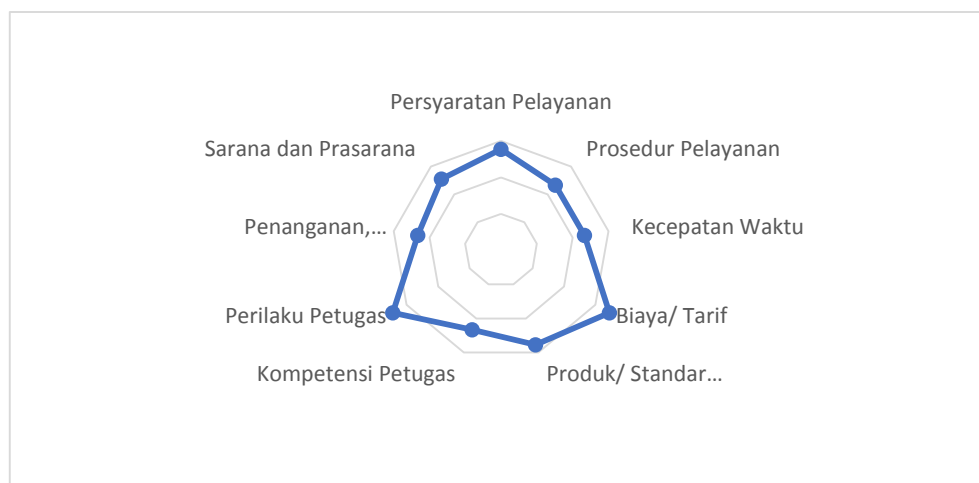 Persyaratan Pelayanan
Sarana dan Prasarana
Prosedur Pelayanan
Penanganan,...
Kecepatan Waktu
Perilaku Petugas
Biaya/ Tarif
Kompetensi Petugas
Produk/ Standar...